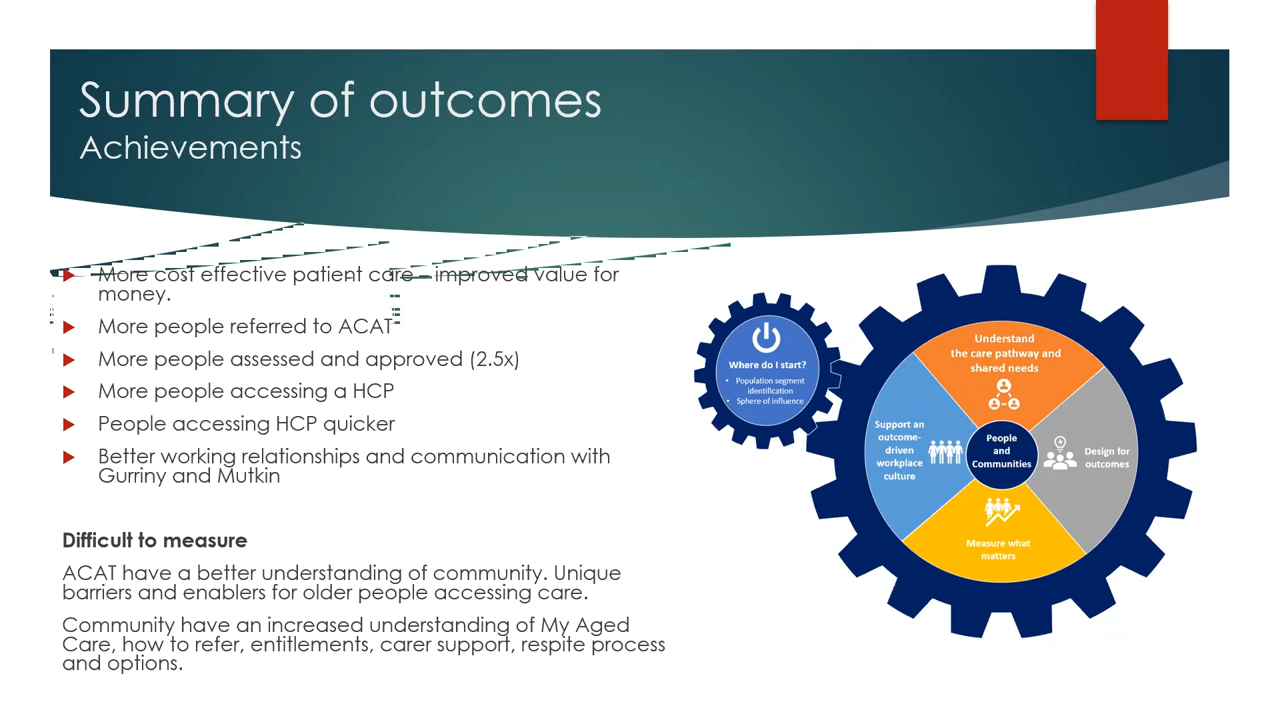 Summary of outcomes
Achievements
More cost effective patient care – improved value for
money.
More people referred to ACAT
More people assessed and approved (2.5x)
More people accessing a HCP
People accessing HCP quicker
Better working relationships and communication with
Gurriny and Mutkin
Difficult to measure
ACAT have a better understanding of community. Unique
barriers and enablers for older people accessing care.
Community have an increased understanding of My Aged
Care, how to refer, entitlements, carer support, respite process
and options.
Where do I start?
• Population segment
identification
• Sphere of influence
Understand
the care pathway and
shared needs
Support an
outcome-
driven
workplace
culture
People
and
Communities
Design for
outcomes
Measure what
matters